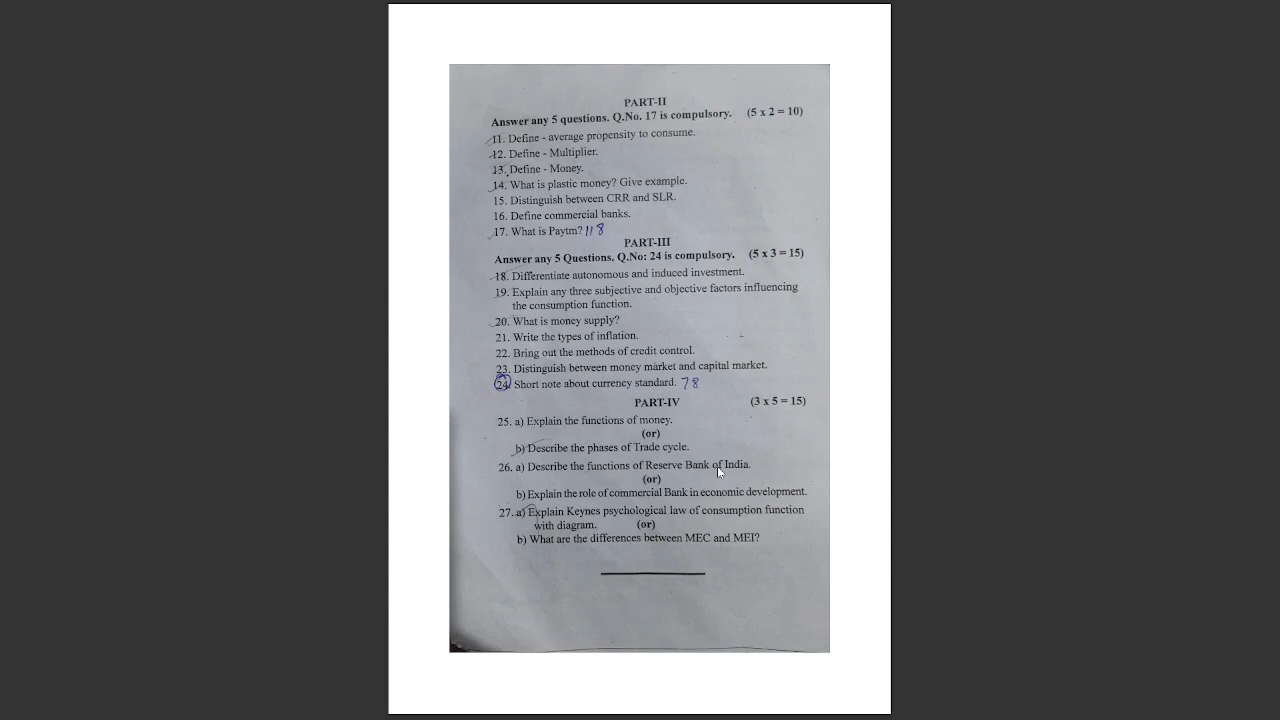 PART-II
Answer any 5 questions. Q.No. 17 is compulsory. (5 x 2 = 10)
11. Define - average propensity to consume.
12. Define - Multiplier.
13. Define - Money.
14. What is plastic money? Give example.
15. Distinguish between CRR and SLR.
16. Define commercial banks.
17. What is Paytm? 118
PART-III
Answer any 5 Questions. Q.No: 24 is compulsory. (5 x 3 = 15)
18. Differentiate autonomous and induced investment.
19. Explain any three subjective and objective factors influencing
the consumption function.
20. What is money supply?
21. Write the types of inflation.
22. Bring out the methods of credit control.
23. Distinguish between money market and capital market.
24. Short note about currency standard. 78
PART-IV (3 x 5 = 15)
25. a) Explain the functions of money.
(or)
b) Describe the phases of Trade cycle.
26. a) Describe the functions of Reserve Bank of India.
(or)
b) Explain the role of commercial Bank in economic development.
27. a) Explain Keynes psychological law of consumption function
with diagram. (or)
b) What are the differences between MEC and MEI?